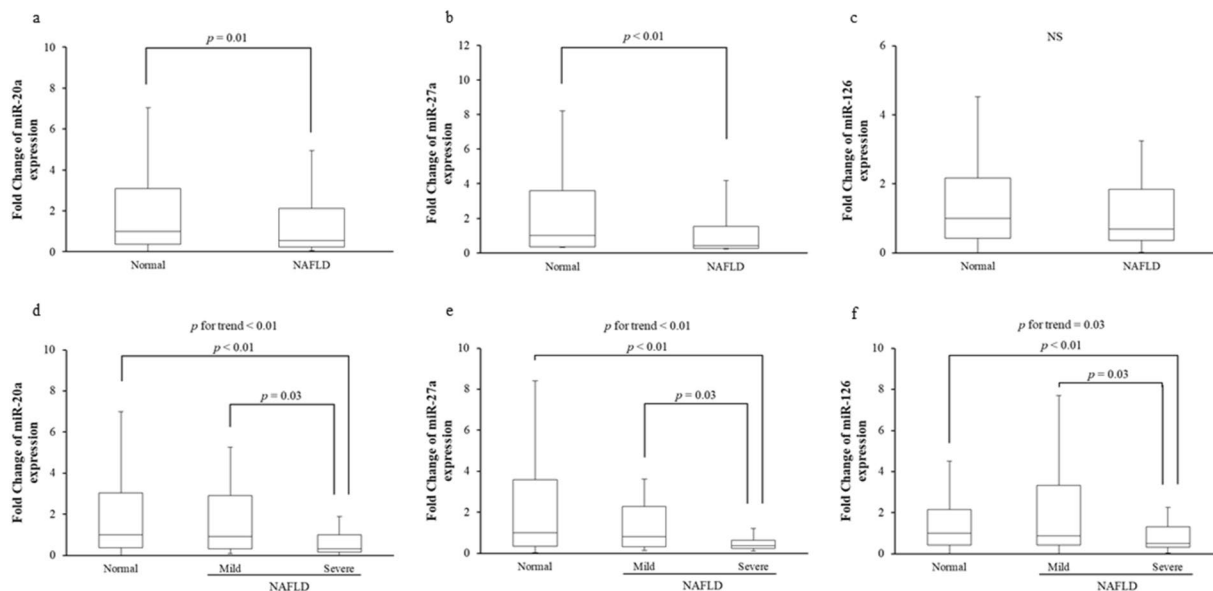 a
p = 0.01
Fold Change of miR-20a
expression
10
8
6
4
2
0
Normal
NAFLD
b
p < 0.01
Fold Change of miR-27a
expression
12
10
8
6
4
2
0
Normal
NAFLD
c
NS
Fold Change of miR-126
expression
6
4
2
0
Normal
NAFLD
d
p for trend < 0.01
p < 0.01
p = 0.03
Fold Change of miR-20a
expression
10
8
6
4
2
0
Normal
Mild
Severe
NAFLD
e
p for trend < 0.01
p < 0.01
p = 0.03
Fold Change of miR-27a
expression
10
8
6
4
2
0
Normal
Mild
Severe
NAFLD
f
p for trend = 0.03
p < 0.01
p = 0.03
Fold Change of miR-126
expression
10
8
6
4
2
0
Normal
Mild
Severe
NAFLD